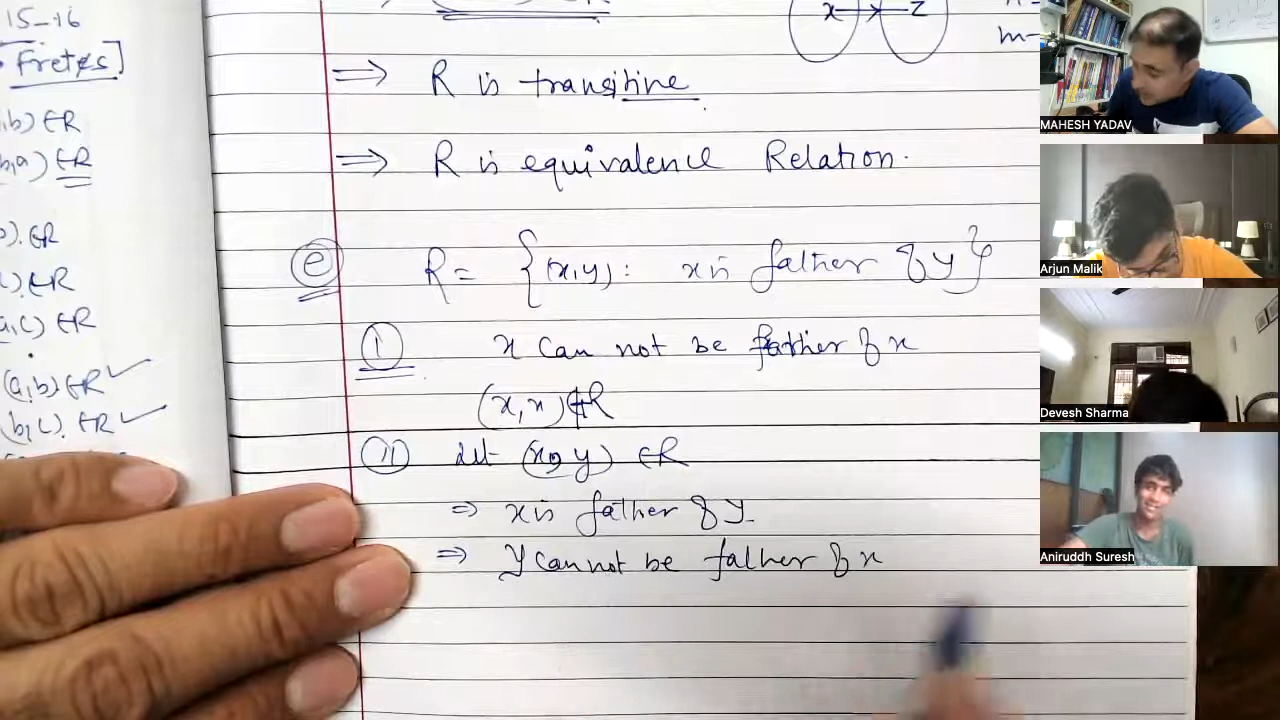 15-16
Fretes]
,b) ∈R
b,a) ∈R
). ∈R
) ∈R
a,c) ∈R
(a,b) ∈R ✓
b,c). ∈R ✓
x → z
m-
⇒ R is transitive.
⇒ R is equivalence Relation.
(e) R = {(x,y) : x is father of y}
(i) x can not be father of x
(x,x) ∉R
(ii) Let (x,y) ∈R
⇒ x is father of y
⇒ y cannot be father of x
MAHESH YADAV
Arjun Malik
Devesh Sharma
Aniruddh Suresh